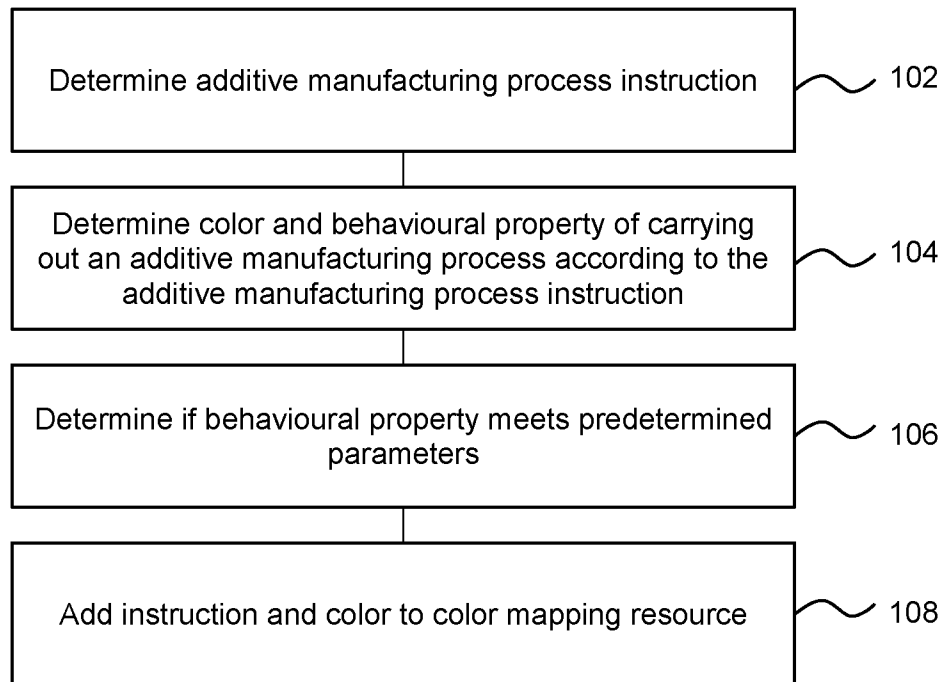 Determine additive manufacturing process instruction
102
Determine color and behavioural property of carrying
out an additive manufacturing process according to the
additive manufacturing process instruction
104
Determine if behavioural property meets predetermined
parameters
106
Add instruction and color to color mapping resource
108